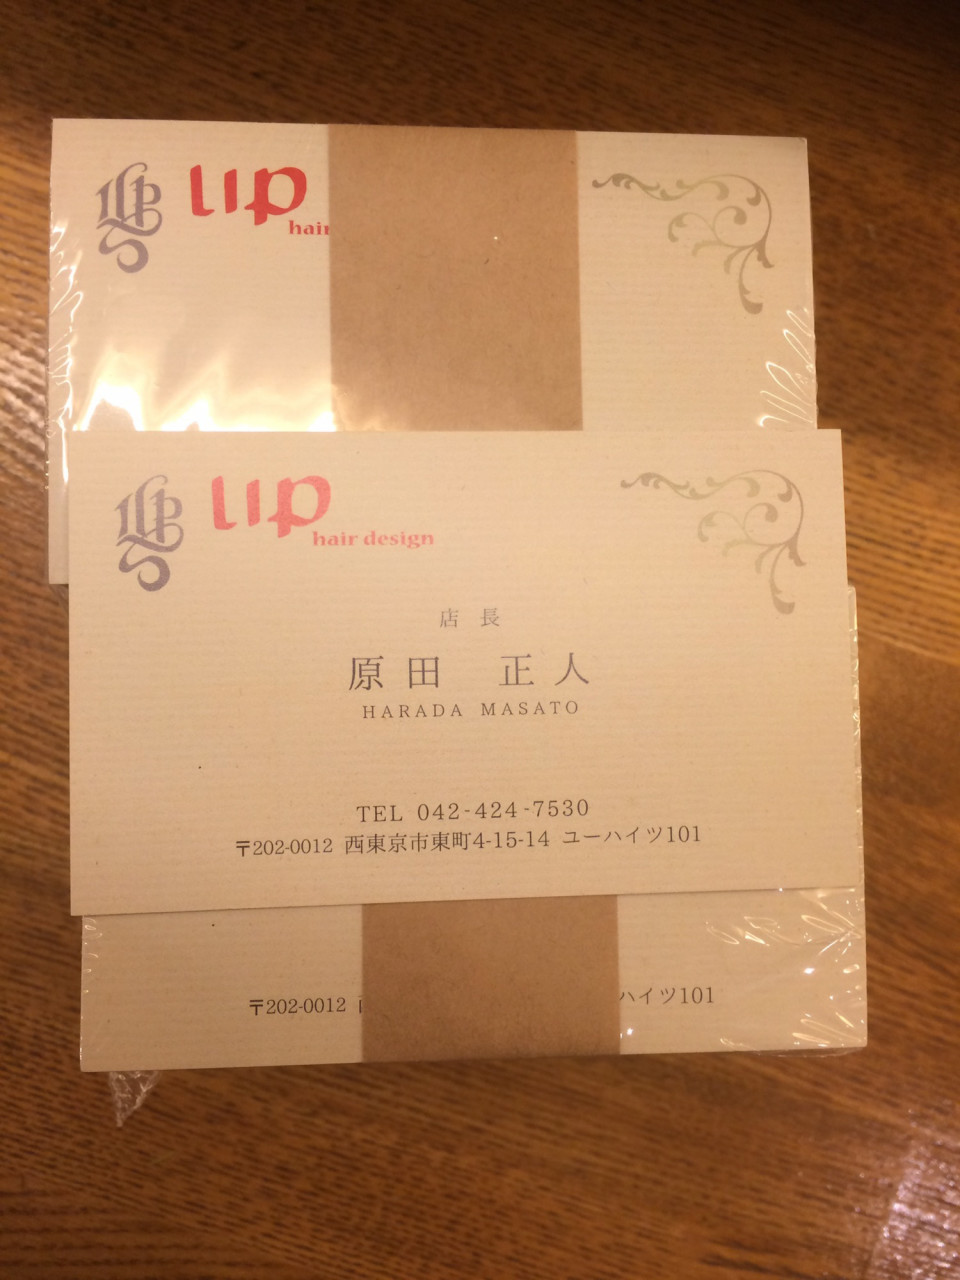 up
hair
up
hair design
店長
原田 正人
HARADA MASATO
TEL 042-424-7530
〒202-0012 西東京市東町4-15-14 ユーハイツ101
〒202-0012
ハイツ101